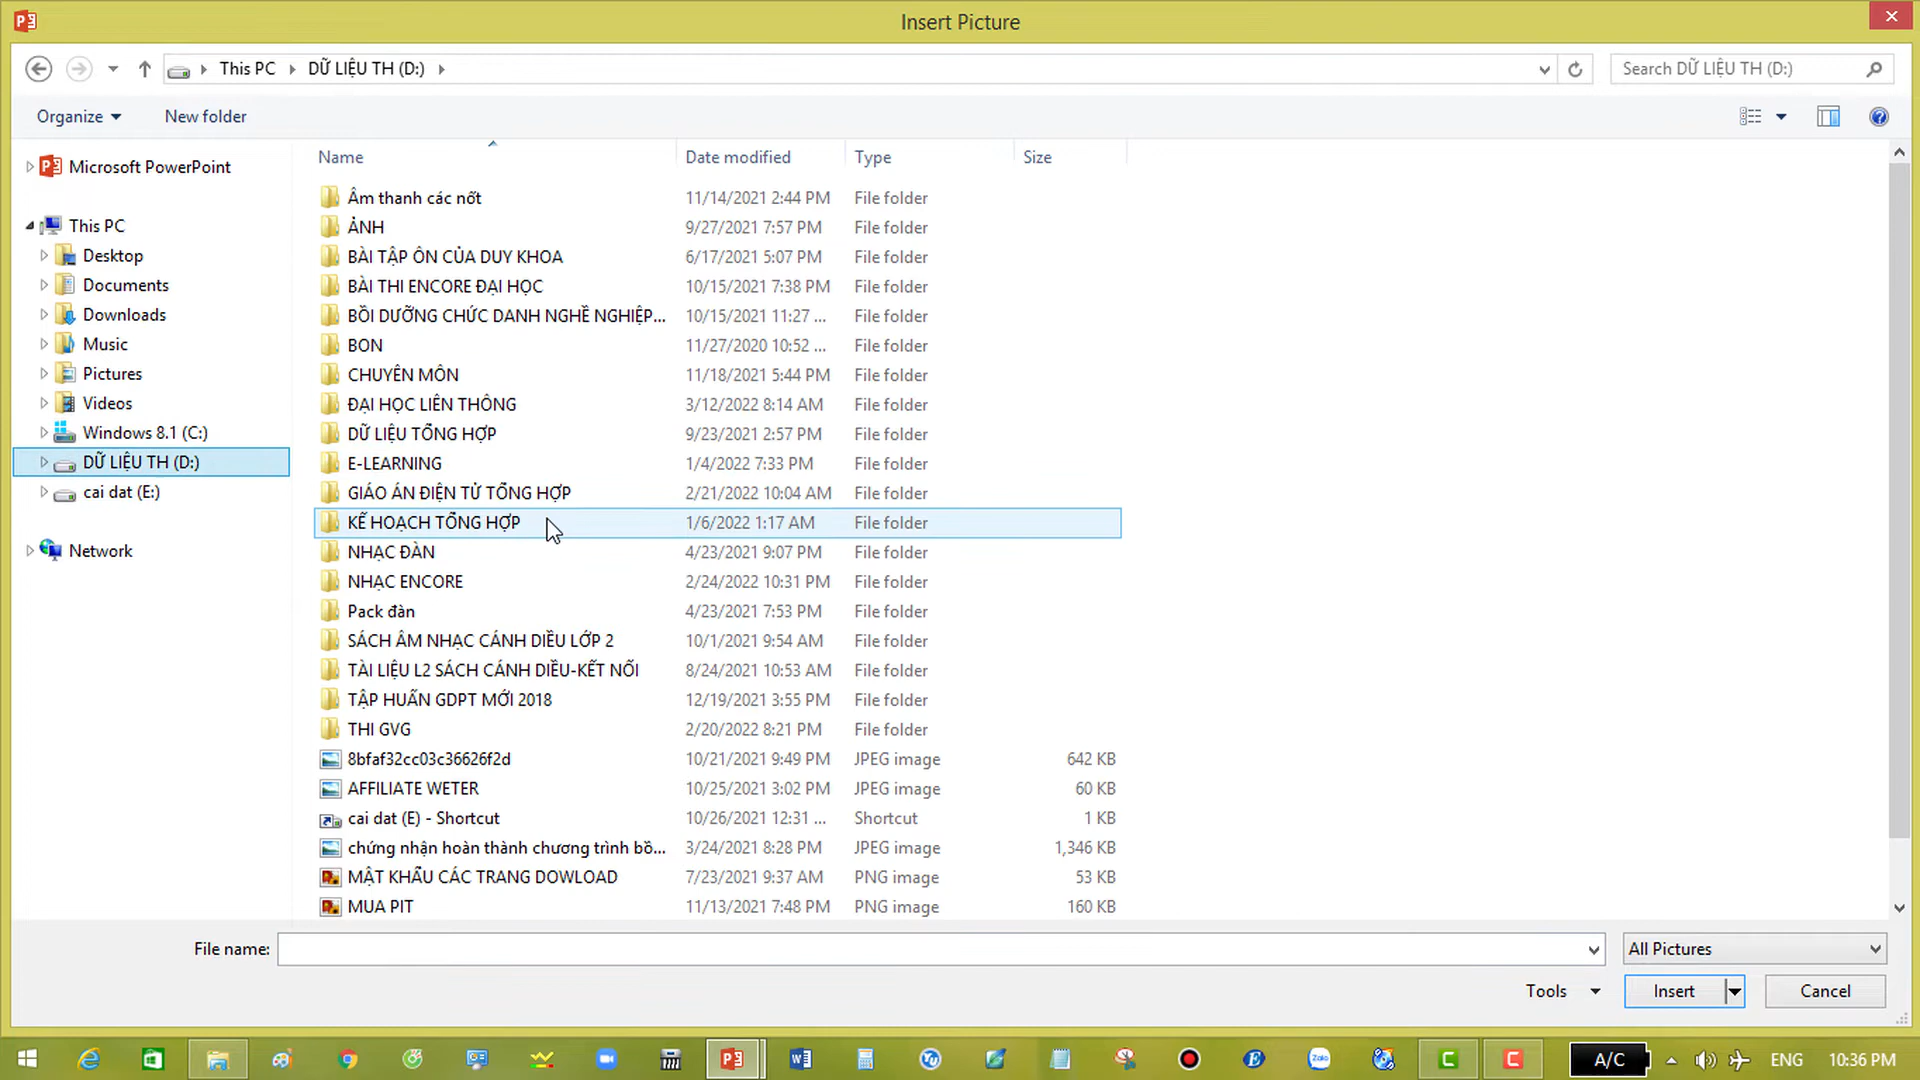 Insert Picture
This PC DỮ LIỆU TH (D:) Search DỮ LIỆU TH (D:)
Organize New folder
Name Date modified Type Size
Microsoft PowerPoint
This PC
Desktop
Documents
Downloads
Music
Pictures
Videos
Windows 8.1 (C:)
DỮ LIỆU TH (D:)
cai dat (E:)
Network
Âm thanh các nốt 11/14/2021 2:44 PM File folder
ẢNH 9/27/2021 7:57 PM File folder
BÀI TẬP ÔN CỦA DUY KHOA 6/17/2021 5:07 PM File folder
BÀI THI ENCORE ĐẠI HỌC 10/15/2021 7:38 PM File folder
BỒI DƯỠNG CHỨC DANH NGHỀ NGHIỆP... 10/15/2021 11:27 ... File folder
BON 11/27/2020 10:52 ... File folder
CHUYÊN MÔN 11/18/2021 5:44 PM File folder
ĐẠI HỌC LIÊN THÔNG 3/12/2022 8:14 AM File folder
DỮ LIỆU TỔNG HỢP 9/23/2021 2:57 PM File folder
E-LEARNING 1/4/2022 7:33 PM File folder
GIÁO ÁN ĐIỆN TỬ TỔNG HỢP 2/21/2022 10:04 AM File folder
KẾ HOẠCH TỔNG HỢP 1/6/2022 1:17 AM File folder
NHẠC ĐÀN 4/23/2021 9:07 PM File folder
NHẠC ENCORE 2/24/2022 10:31 PM File folder
Pack đàn 4/23/2021 7:53 PM File folder
SÁCH ÂM NHẠC CÁNH DIỀU LỚP 2 10/1/2021 9:54 AM File folder
TÀI LIỆU L2 SÁCH CÁNH DIỀU-KẾT NỐI 8/24/2021 10:53 AM File folder
TẬP HUẤN GDPT MỚI 2018 12/19/2021 3:55 PM File folder
THI GVG 2/20/2022 8:21 PM File folder
8bfaf32cc03c36626f2d 10/21/2021 9:49 PM JPEG image 642 KB
AFFILIATE WETER 10/25/2021 3:02 PM JPEG image 60 KB
cai dat (E) - Shortcut 10/26/2021 12:31 ... Shortcut 1 KB
chứng nhận hoàn thành chương trình bồ... 3/24/2021 8:28 PM JPEG image 1,346 KB
MẬT KHẨU CÁC TRANG DOWLOAD 7/23/2021 9:37 AM PNG image 53 KB
MUA PIT 11/13/2021 7:48 PM PNG image 160 KB
File name: All Pictures
Tools Insert Cancel
Zalo A/C ENG 10:36 PM